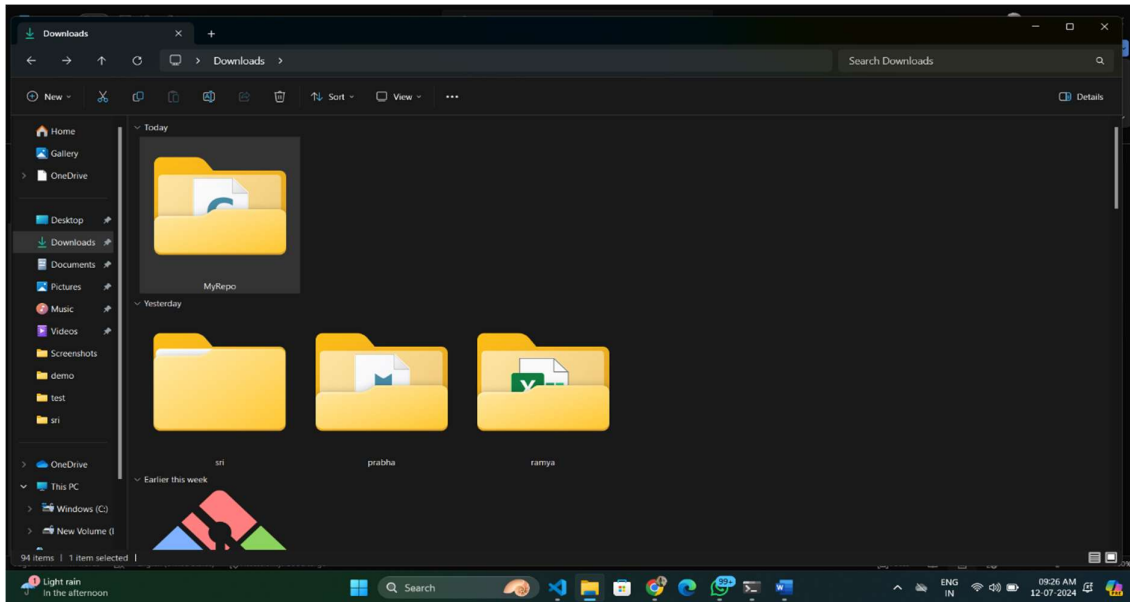 Downloads
Downloads
Search Downloads
New
Sort
View
Details
Home
Gallery
OneDrive
Desktop
Downloads
Documents
Pictures
Music
Videos
Screenshots
demo
test
sri
OneDrive
This PC
Windows (C:)
New Volume (I
Today
MyRepo
Yesterday
sri
prabha
ramya
Earlier this week
94 items | 1 item selected
1
Light rain
In the afternoon
Search
99+
ENG
IN
09:26 AM
12-07-2024